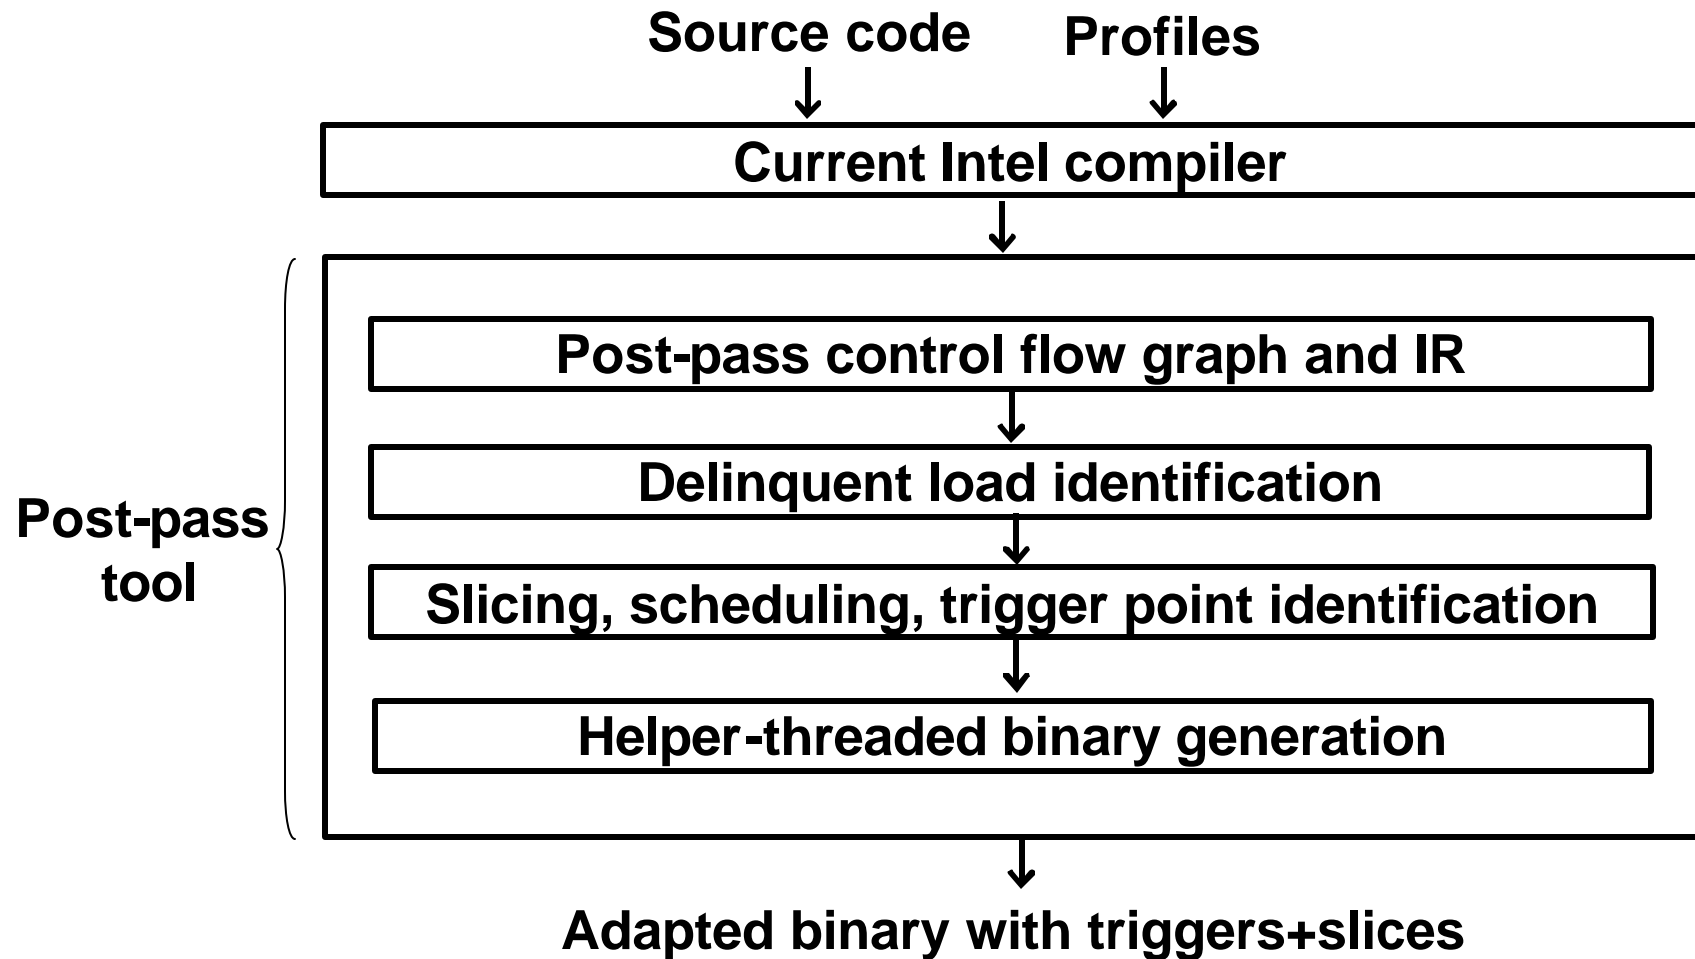 Source code Profiles
Current Intel compiler
Post-pass control flow graph and IR
Delinquent load identification
Post-pass
tool
Slicing, scheduling, trigger point identification
Helper-threaded binary generation
Adapted binary with triggers+slices